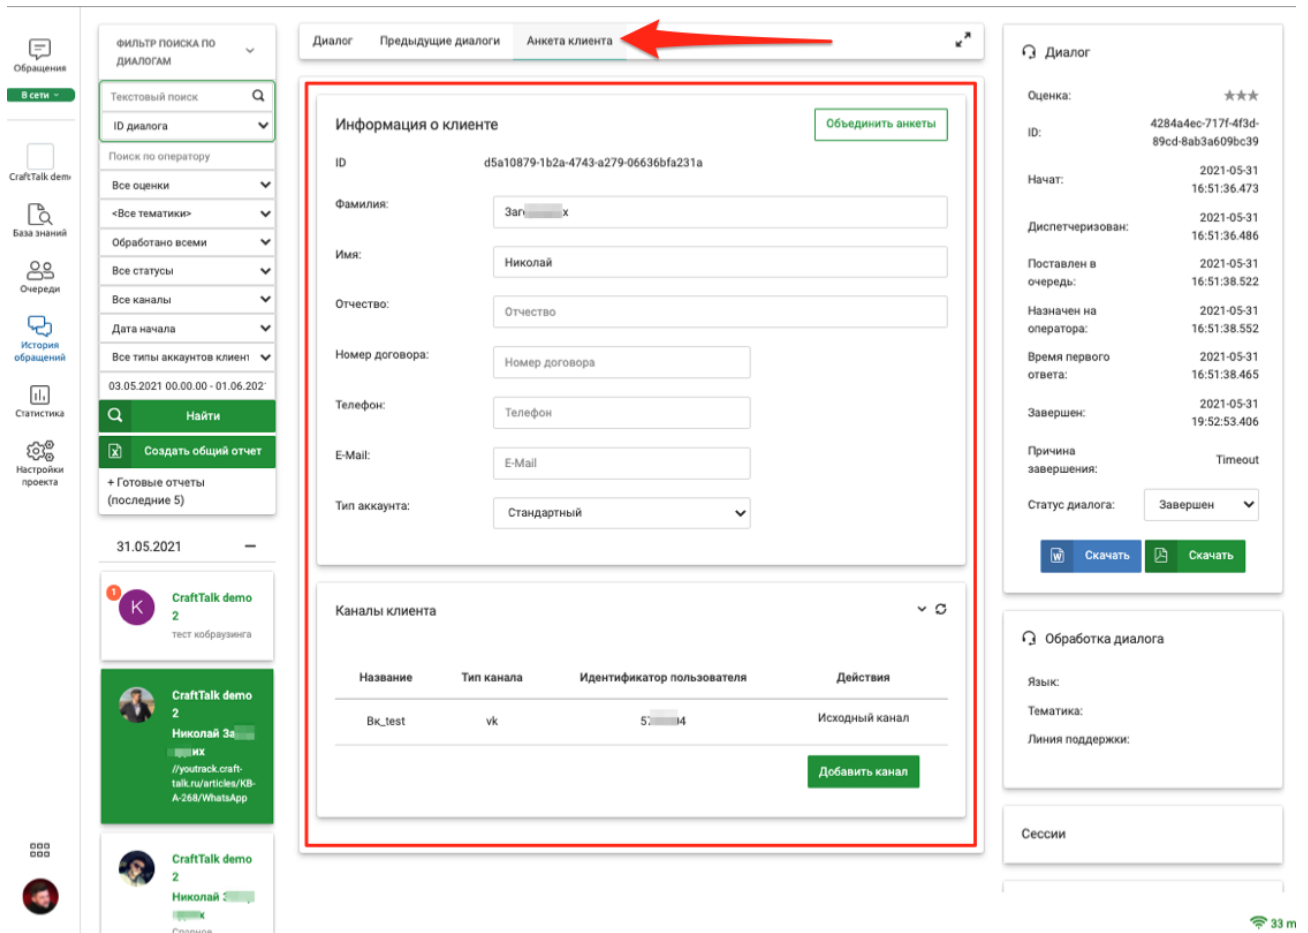 Обращения
В сети
CraftTalk dem
База знаний
Очереди
История
обращений
Статистика
Настройки
проекта
ФИЛЬТР ПОИСКА ПО
ДИАЛОГАМ
Текстовый поиск
ID диалога
Поиск по оператору
Все оценки
<Все тематики>
Обработано всеми
Все статусы
Все каналы
Дата начала
Все типы аккаунтов клиент
03.05.2021 00.00.00 - 01.06.202
Найти
Создать общий отчет
+ Готовые отчеты
(последние 5)
31.05.2021
1
K
CraftTalk demo
2
тест кобраузинга
CraftTalk demo
2
Николай За
их
//youtrack.craft-
talk.ru/articles/KB-
A-268/WhatsApp
CraftTalk demo
2
Николай
к
Диалог Предыдущие диалоги Анкета клиента
Информация о клиенте
Объединить анкеты
ID d5a10879-1b2a-4743-a279-06636bfa231a
Фамилия: Заг х
Имя: Николай
Отчество: Отчество
Номер договора: Номер договора
Телефон: Телефон
E-Mail: E-Mail
Тип аккаунта: Стандартный
Каналы клиента
Название Тип канала Идентификатор пользователя Действия
Вк_test vk 57 04 Исходный канал
Добавить канал
Диалог
Оценка: ★★★
ID: 4284a4ec-717f-4f3d-
89cd-8ab3a609bc39
Начат: 2021-05-31
16:51:36.473
Диспетчеризован: 2021-05-31
16:51:36.486
Поставлен в 2021-05-31
очередь: 16:51:38.522
Назначен на 2021-05-31
оператора: 16:51:38.552
Время первого 2021-05-31
ответа: 16:51:38.465
Завершен: 2021-05-31
19:52:53.406
Причина
завершения: Timeout
Статус диалога: Завершен
Скачать Скачать
Обработка диалога
Язык:
Тематика:
Линия поддержки:
Сессии
33 m